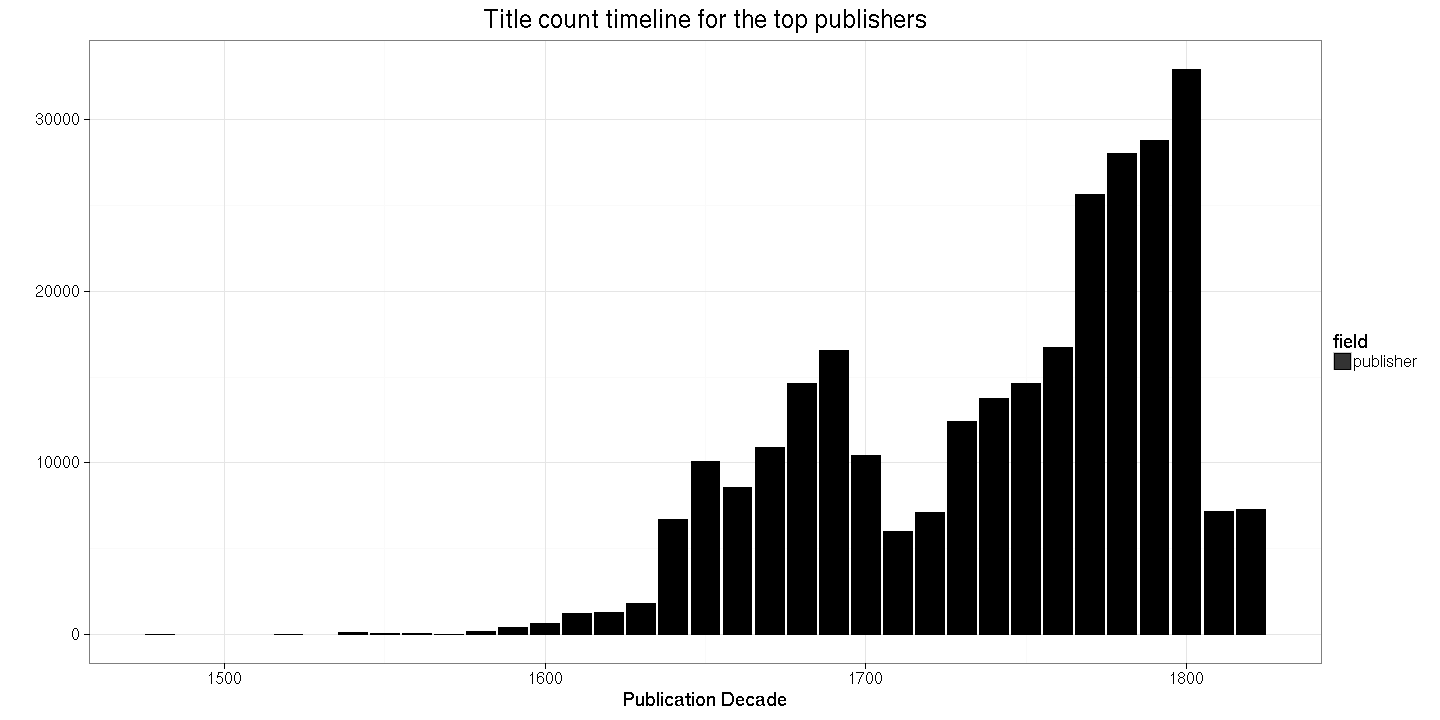 Title count timeline for the top publishers
30000
20000
10000
0
1500
1600
1700
1800
Publication Decade
field
publisher